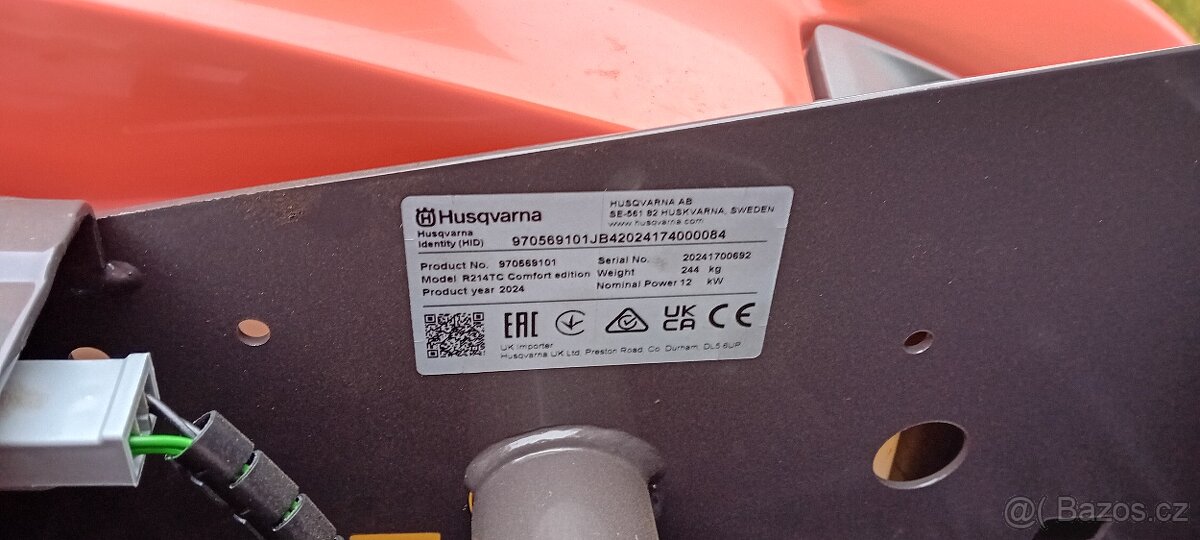 Husqvarna
HUSQVARNA AB
SE-561 82 HUSKVARNA, SWEDEN
www.husqvarna.com
Husqvarna
Identity (HID) 970569101JB42024174000084
Product No. 970569101 Serial No. 20241700692
Model R214TC Comfort edition Weight 244 kg
Product year 2024 Nominal Power 12 kW
EAC UK CA CE
UK Importer
Husqvarna UK Ltd, Preston Road, Co. Durham, DL5 6UP
@( Bazos.cz